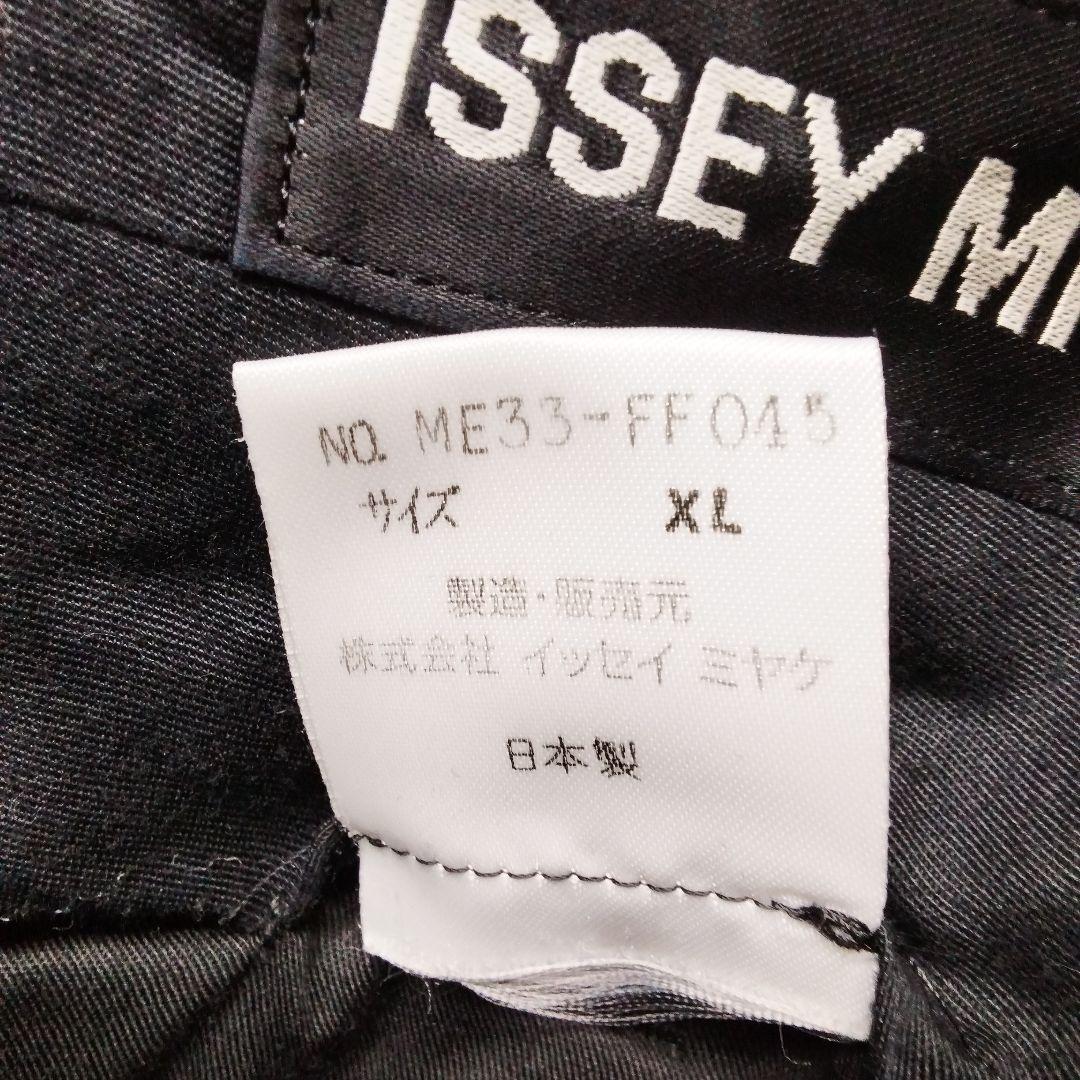 ISSEY MI
NO. ME33-FF045
サイズ XL
製造・販売元
株式会社 イッセイ ミヤケ
日本製